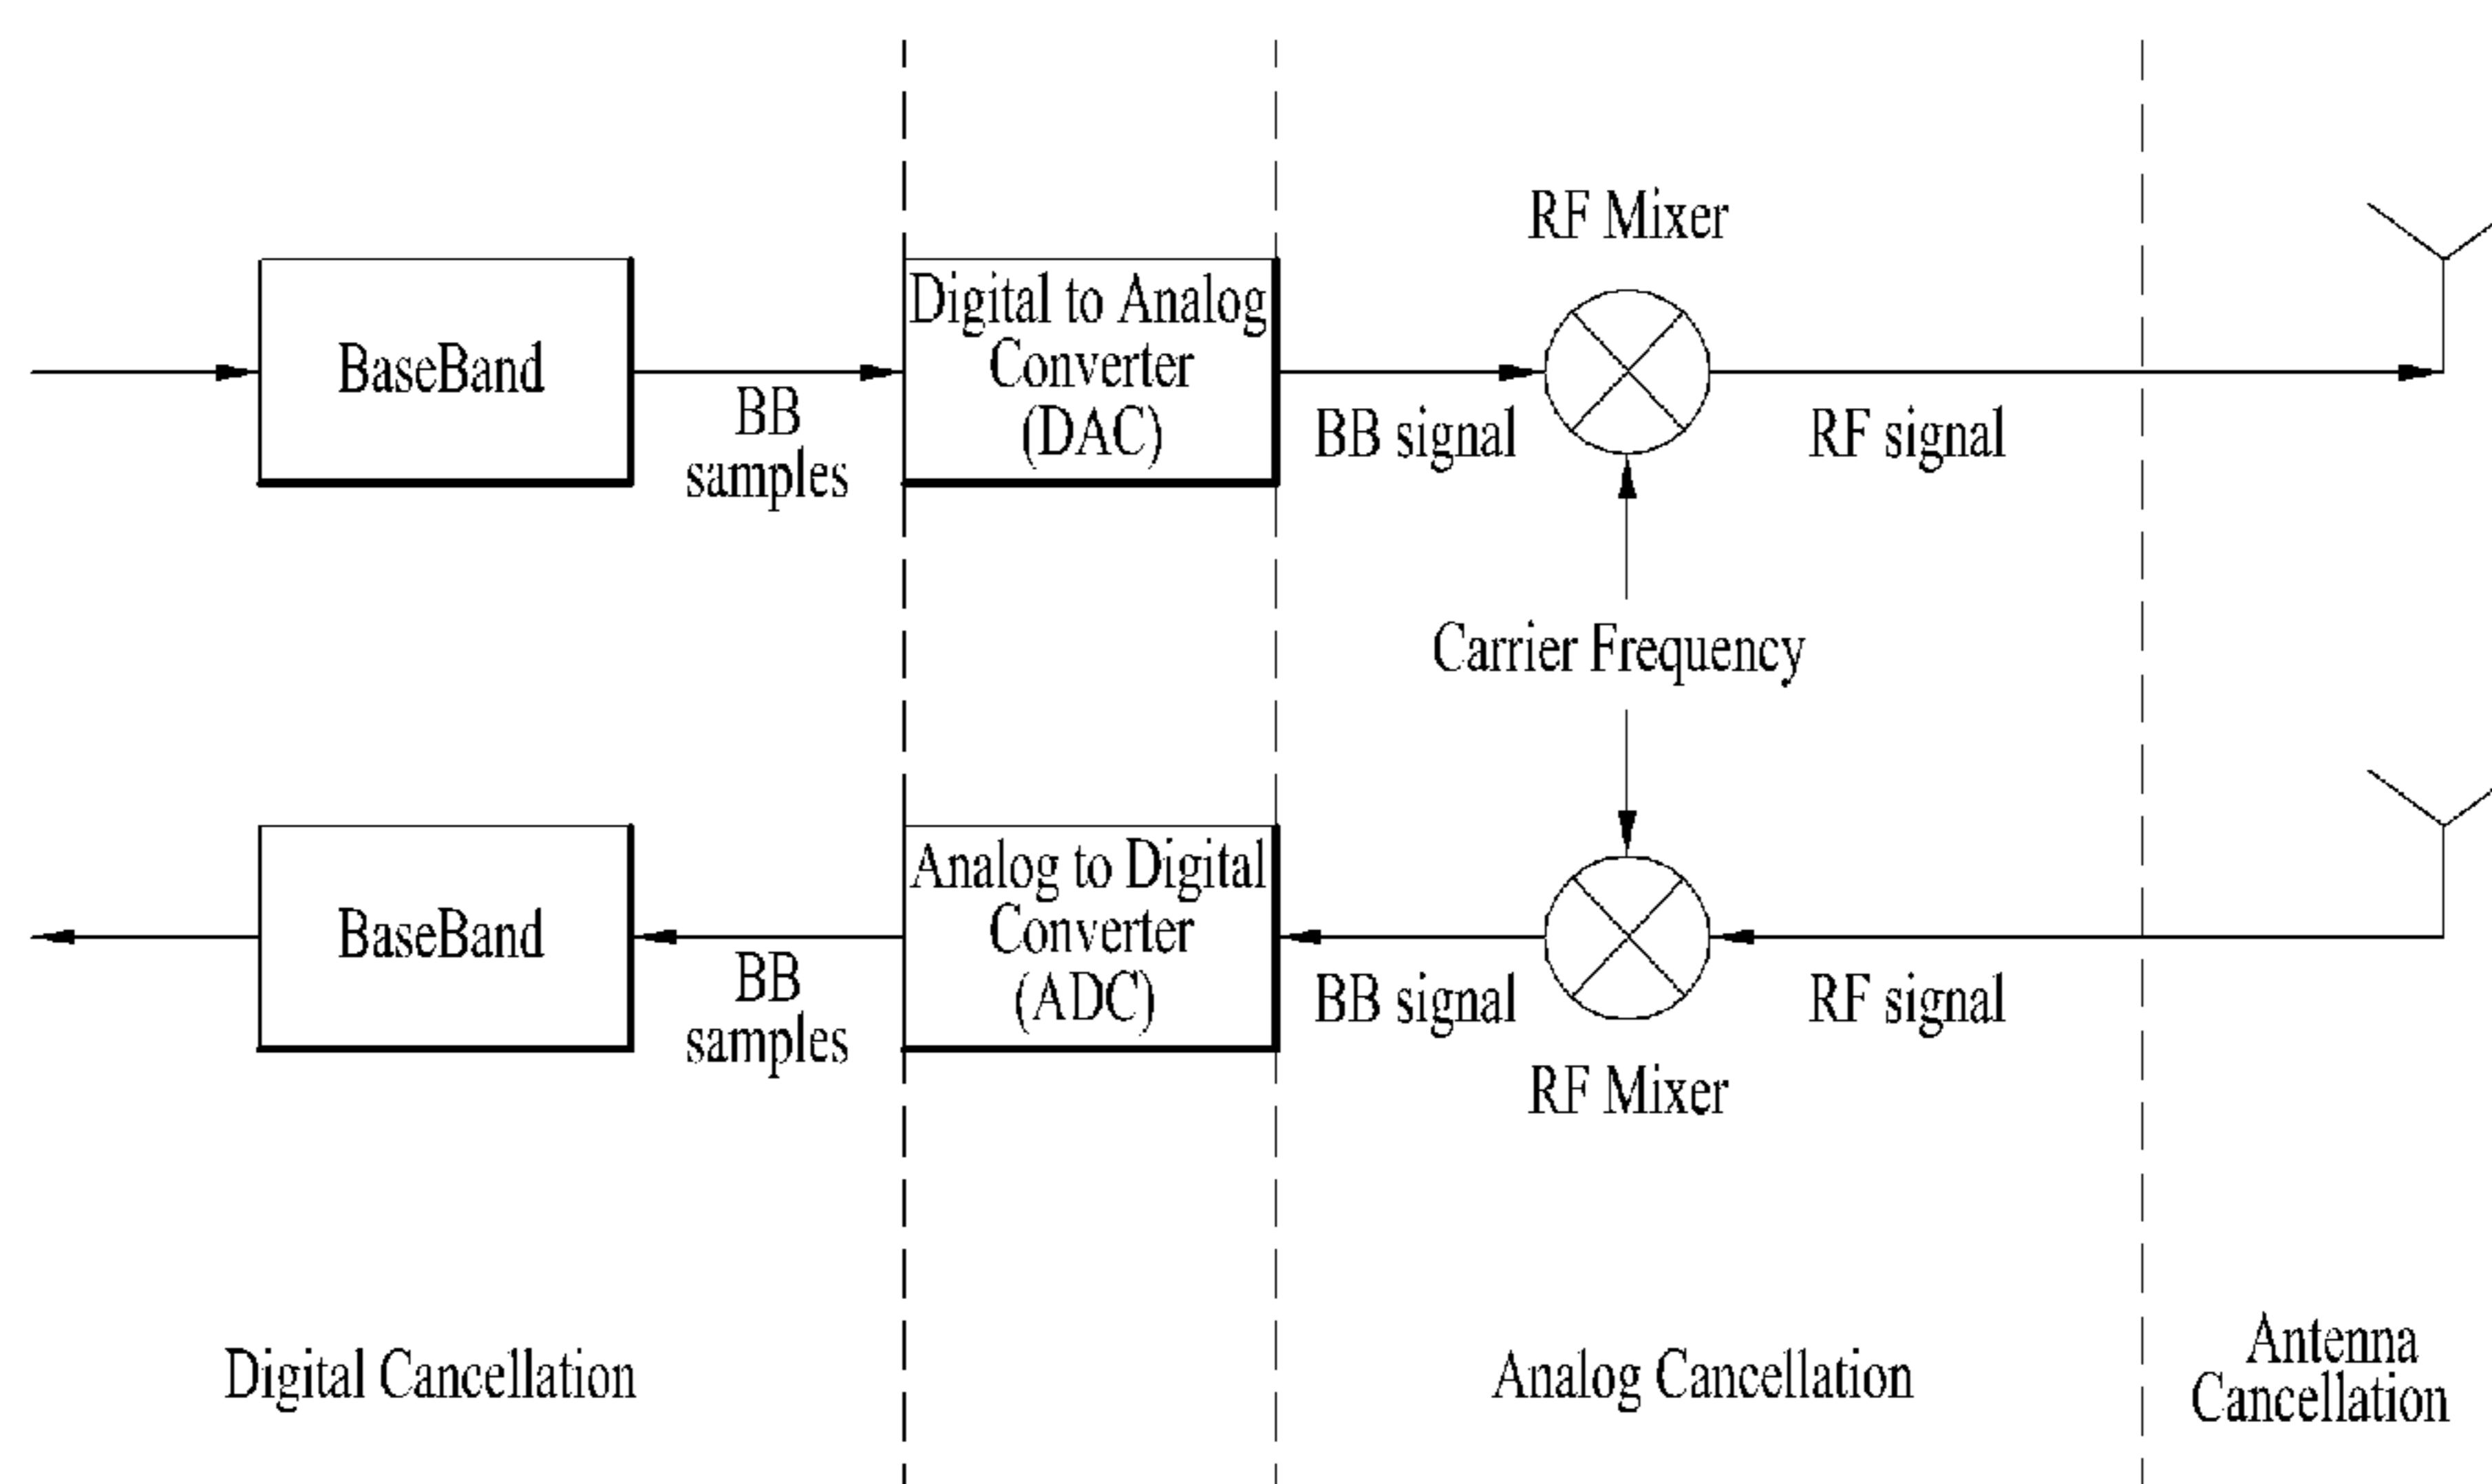 RF Mixer
BaseBand
BB
samples
Digital to Analog
Converter
(DAC)
BB signal
RF signal
Carrier Frequency
BaseBand
BB
samples
Analog to Digital
Converter
(ADC)
BB signal
RF signal
RF Mixer
Digital Cancellation
Analog Cancellation
Antenna
Cancellation